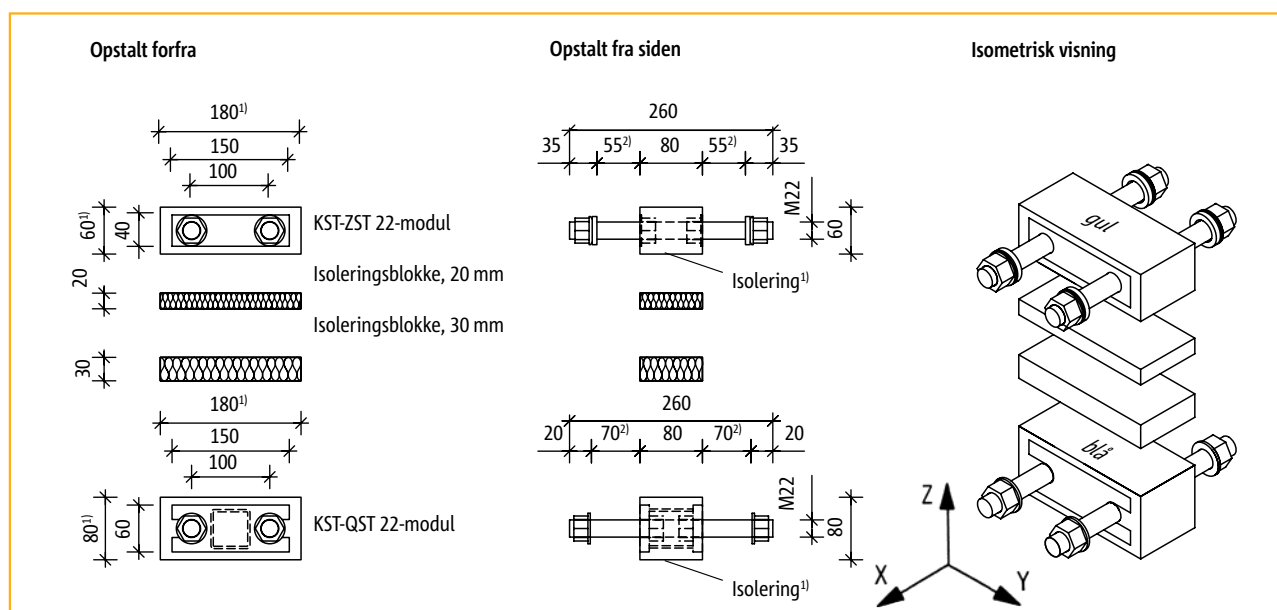 Opstalt forfra
Opstalt fra siden
Isometrisk visning
180¹⁾
150
100
60¹⁾
40
KST-ZST 22-modul
20
Isoleringsblokke, 20 mm
Isoleringsblokke, 30 mm
30
180¹⁾
150
100
80¹⁾
60
KST-QST 22-modul
260
35 55²⁾ 80 55²⁾ 35
M22
60
Isolering¹⁾
260
20 70²⁾ 80 70²⁾ 20
M22
80
Isolering¹⁾
gul
blå
Z
X
Y